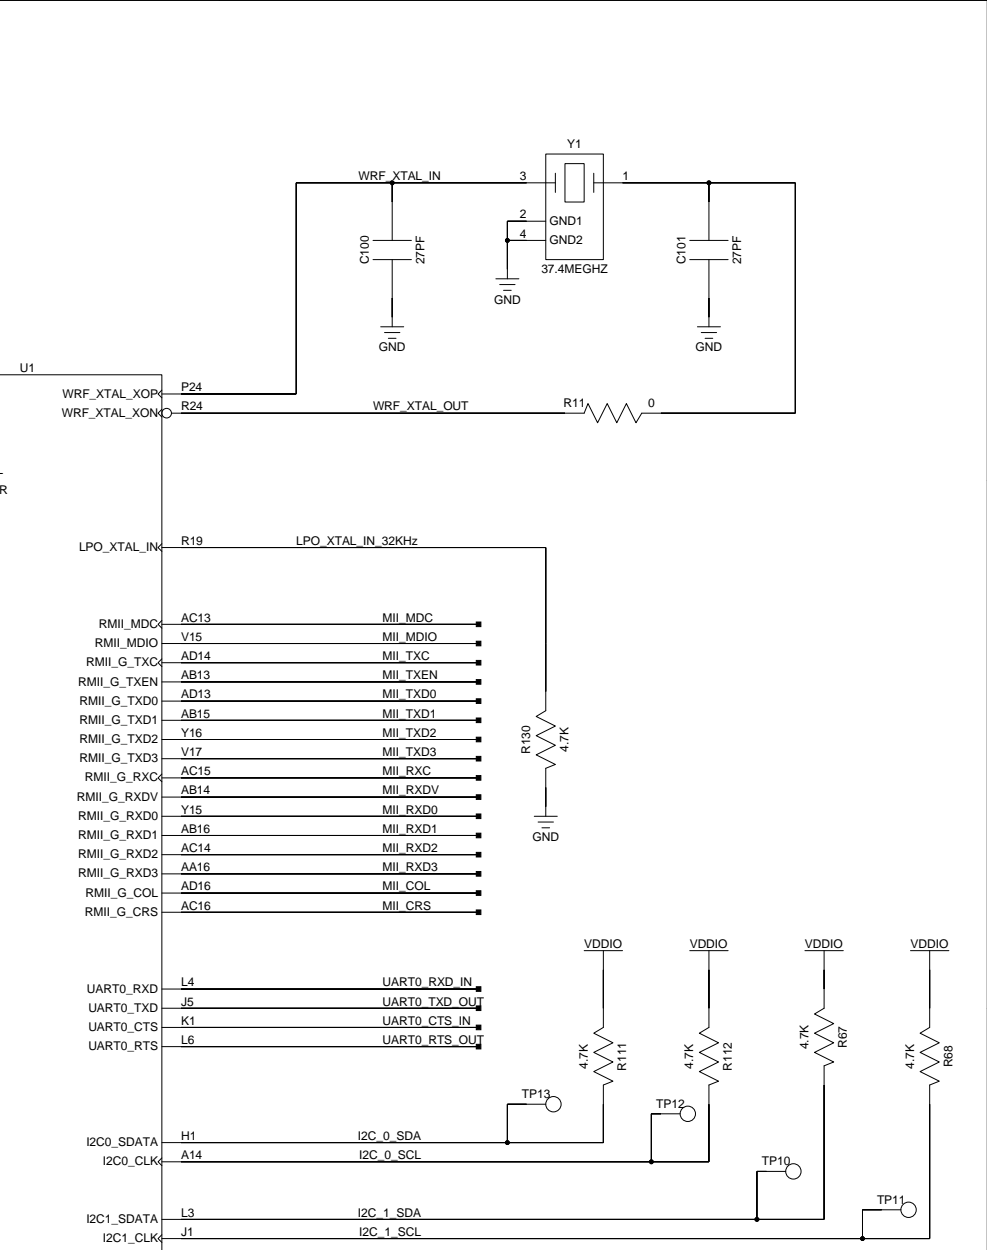 Y1
WRF_XTAL_IN
3
1
2
GND1
4
GND2
C100
27PF
C101
27PF
37.4MEGHZ
GND
GND
GND
U1
WRF_XTAL_XOP
P24
WRF_XTAL_XON
R24
WRF_XTAL_OUT
R11
0
R
LPO_XTAL_IN
R19
LPO_XTAL_IN_32KHz
RMII_MDC
AC13
MII_MDC
RMII_MDIO
V15
MII_MDIO
RMII_G_TXC
AD14
MII_TXC
RMII_G_TXEN
AB13
MII_TXEN
RMII_G_TXD0
AD13
MII_TXD0
RMII_G_TXD1
AB15
MII_TXD1
RMII_G_TXD2
Y16
MII_TXD2
RMII_G_TXD3
V17
MII_TXD3
RMII_G_RXC
AC15
MII_RXC
RMII_G_RXDV
AB14
MII_RXDV
RMII_G_RXD0
Y15
MII_RXD0
RMII_G_RXD1
AB16
MII_RXD1
RMII_G_RXD2
AC14
MII_RXD2
RMII_G_RXD3
AA16
MII_RXD3
RMII_G_COL
AD16
MII_COL
RMII_G_CRS
AC16
MII_CRS
R130
4.7K
GND
VDDIO
VDDIO
VDDIO
VDDIO
UART0_RXD
L4
UART0_RXD_IN
UART0_TXD
J5
UART0_TXD_OUT
UART0_CTS
K1
UART0_CTS_IN
UART0_RTS
L6
UART0_RTS_OUT
4.7K
R111
4.7K
R112
4.7K
R67
4.7K
R68
TP13
TP12
I2C0_SDATA
H1
I2C_0_SDA
I2C0_CLK
A14
I2C_0_SCL
TP10
TP11
I2C1_SDATA
L3
I2C_1_SDA
I2C1_CLK
J1
I2C_1_SCL